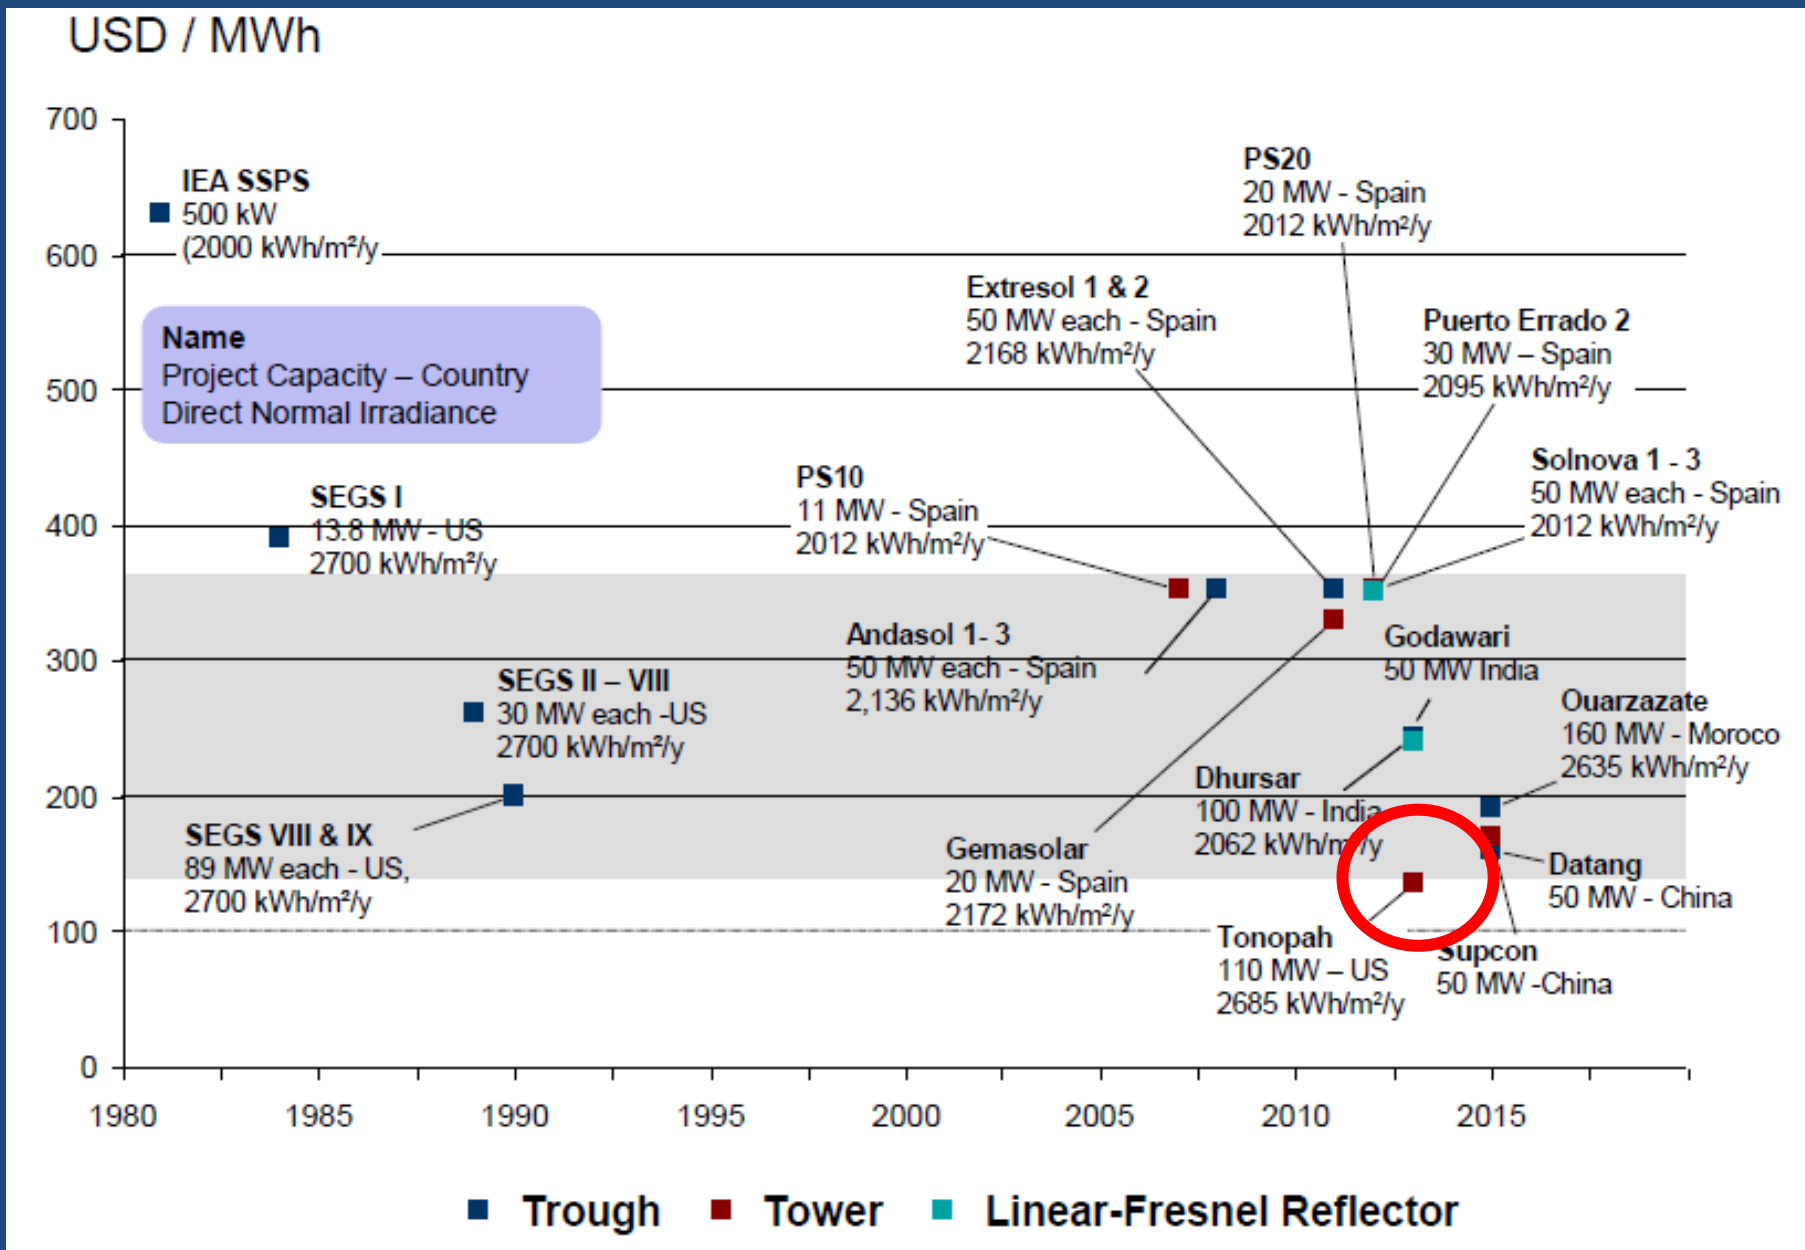 USD / MWh
700
600
500
400
300
200
100
0
IEA SSPS
500 kW
(2000 kWh/m²/y
Name
Project Capacity – Country
Direct Normal Irradiance
SEGS I
13.8 MW - US
2700 kWh/m²/y
SEGS II – VIII
30 MW each -US
2700 kWh/m²/y
SEGS VIII & IX
89 MW each - US,
2700 kWh/m²/y
PS10
11 MW - Spain
2012 kWh/m²/y
Andasol 1- 3
50 MW each - Spain
2,136 kWh/m²/y
Extresol 1 & 2
50 MW each - Spain
2168 kWh/m²/y
PS20
20 MW - Spain
2012 kWh/m²/y
Puerto Errado 2
30 MW – Spain
2095 kWh/m²/y
Solnova 1 - 3
50 MW each - Spain
2012 kWh/m²/y
Gemasolar
20 MW - Spain
2172 kWh/m²/y
Godawari
50 MW India
Dhursar
100 MW - India
2062 kWh/m²/y
Ouarzazate
160 MW - Moroco
2635 kWh/m²/y
Datang
50 MW - China
Tonopah
110 MW – US
2685 kWh/m²/y
Supcon
50 MW -China
1980
1985
1990
1995
2000
2005
2010
2015
Trough
Tower
Linear-Fresnel Reflector